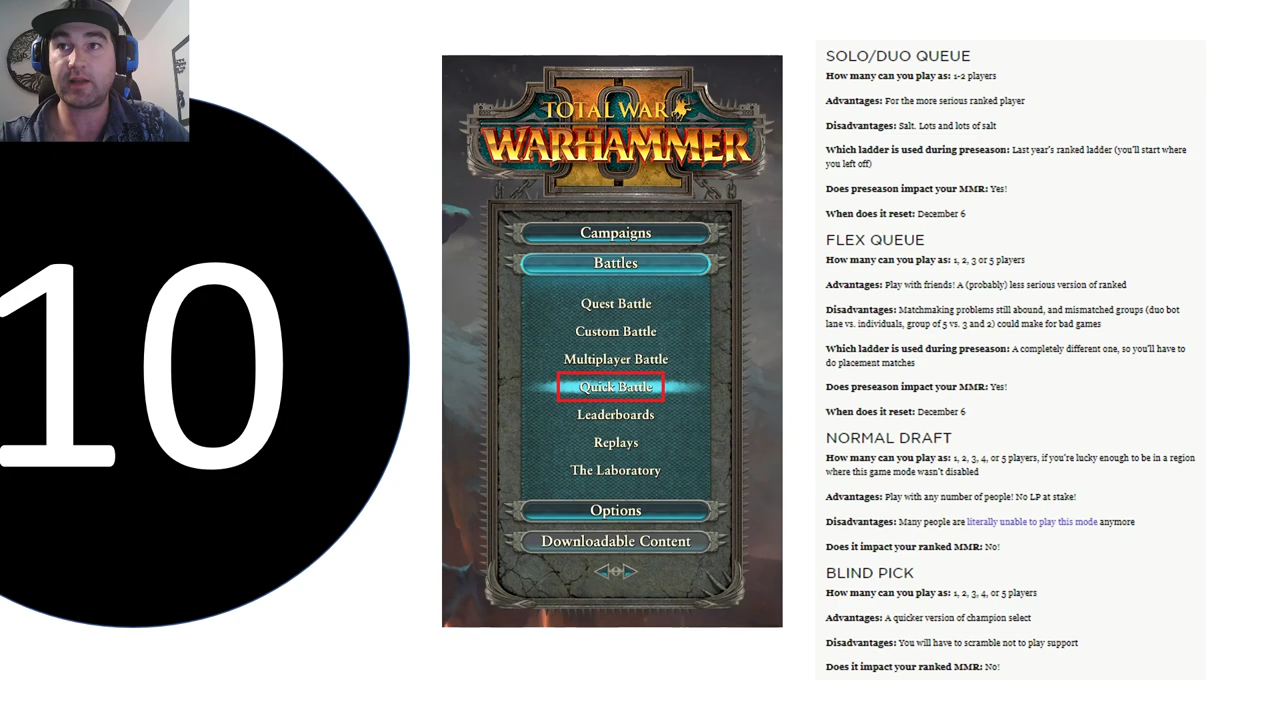 10
TOTAL WAR
WARHAMMER
II
Campaigns
Battles
Quest Battle
Custom Battle
Multiplayer Battle
Quick Battle
Leaderboards
Replays
The Laboratory
Options
Downloadable Content
SOLO/DUO QUEUE
How many can you play as: 1-2 players
Advantages: For the more serious ranked player
Disadvantages: Salt. Lots and lots of salt
Which ladder is used during preseason: Last year's ranked ladder (you'll start where
you left off)
Does preseason impact your MMR: Yes!
When does it reset: December 6
FLEX QUEUE
How many can you play as: 1, 2, 3 or 5 players
Advantages: Play with friends! A (probably) less serious version of ranked
Disadvantages: Matchmaking problems still abound, and mismatched groups (duo bot
lane vs. individuals, group of 5 vs. 3 and 2) could make for bad games
Which ladder is used during preseason: A completely different one, so you'll have to
do placement matches
Does preseason impact your MMR: Yes!
When does it reset: December 6
NORMAL DRAFT
How many can you play as: 1, 2, 3, 4, or 5 players, if you're lucky enough to be in a region
where this game mode wasn't disabled
Advantages: Play with any number of people! No LP at stake!
Disadvantages: Many people are literally unable to play this mode anymore
Does it impact your ranked MMR: No!
BLIND PICK
How many can you play as: 1, 2, 3, 4, or 5 players
Advantages: A quicker version of champion select
Disadvantages: You will have to scramble not to play support
Does it impact your ranked MMR: No!